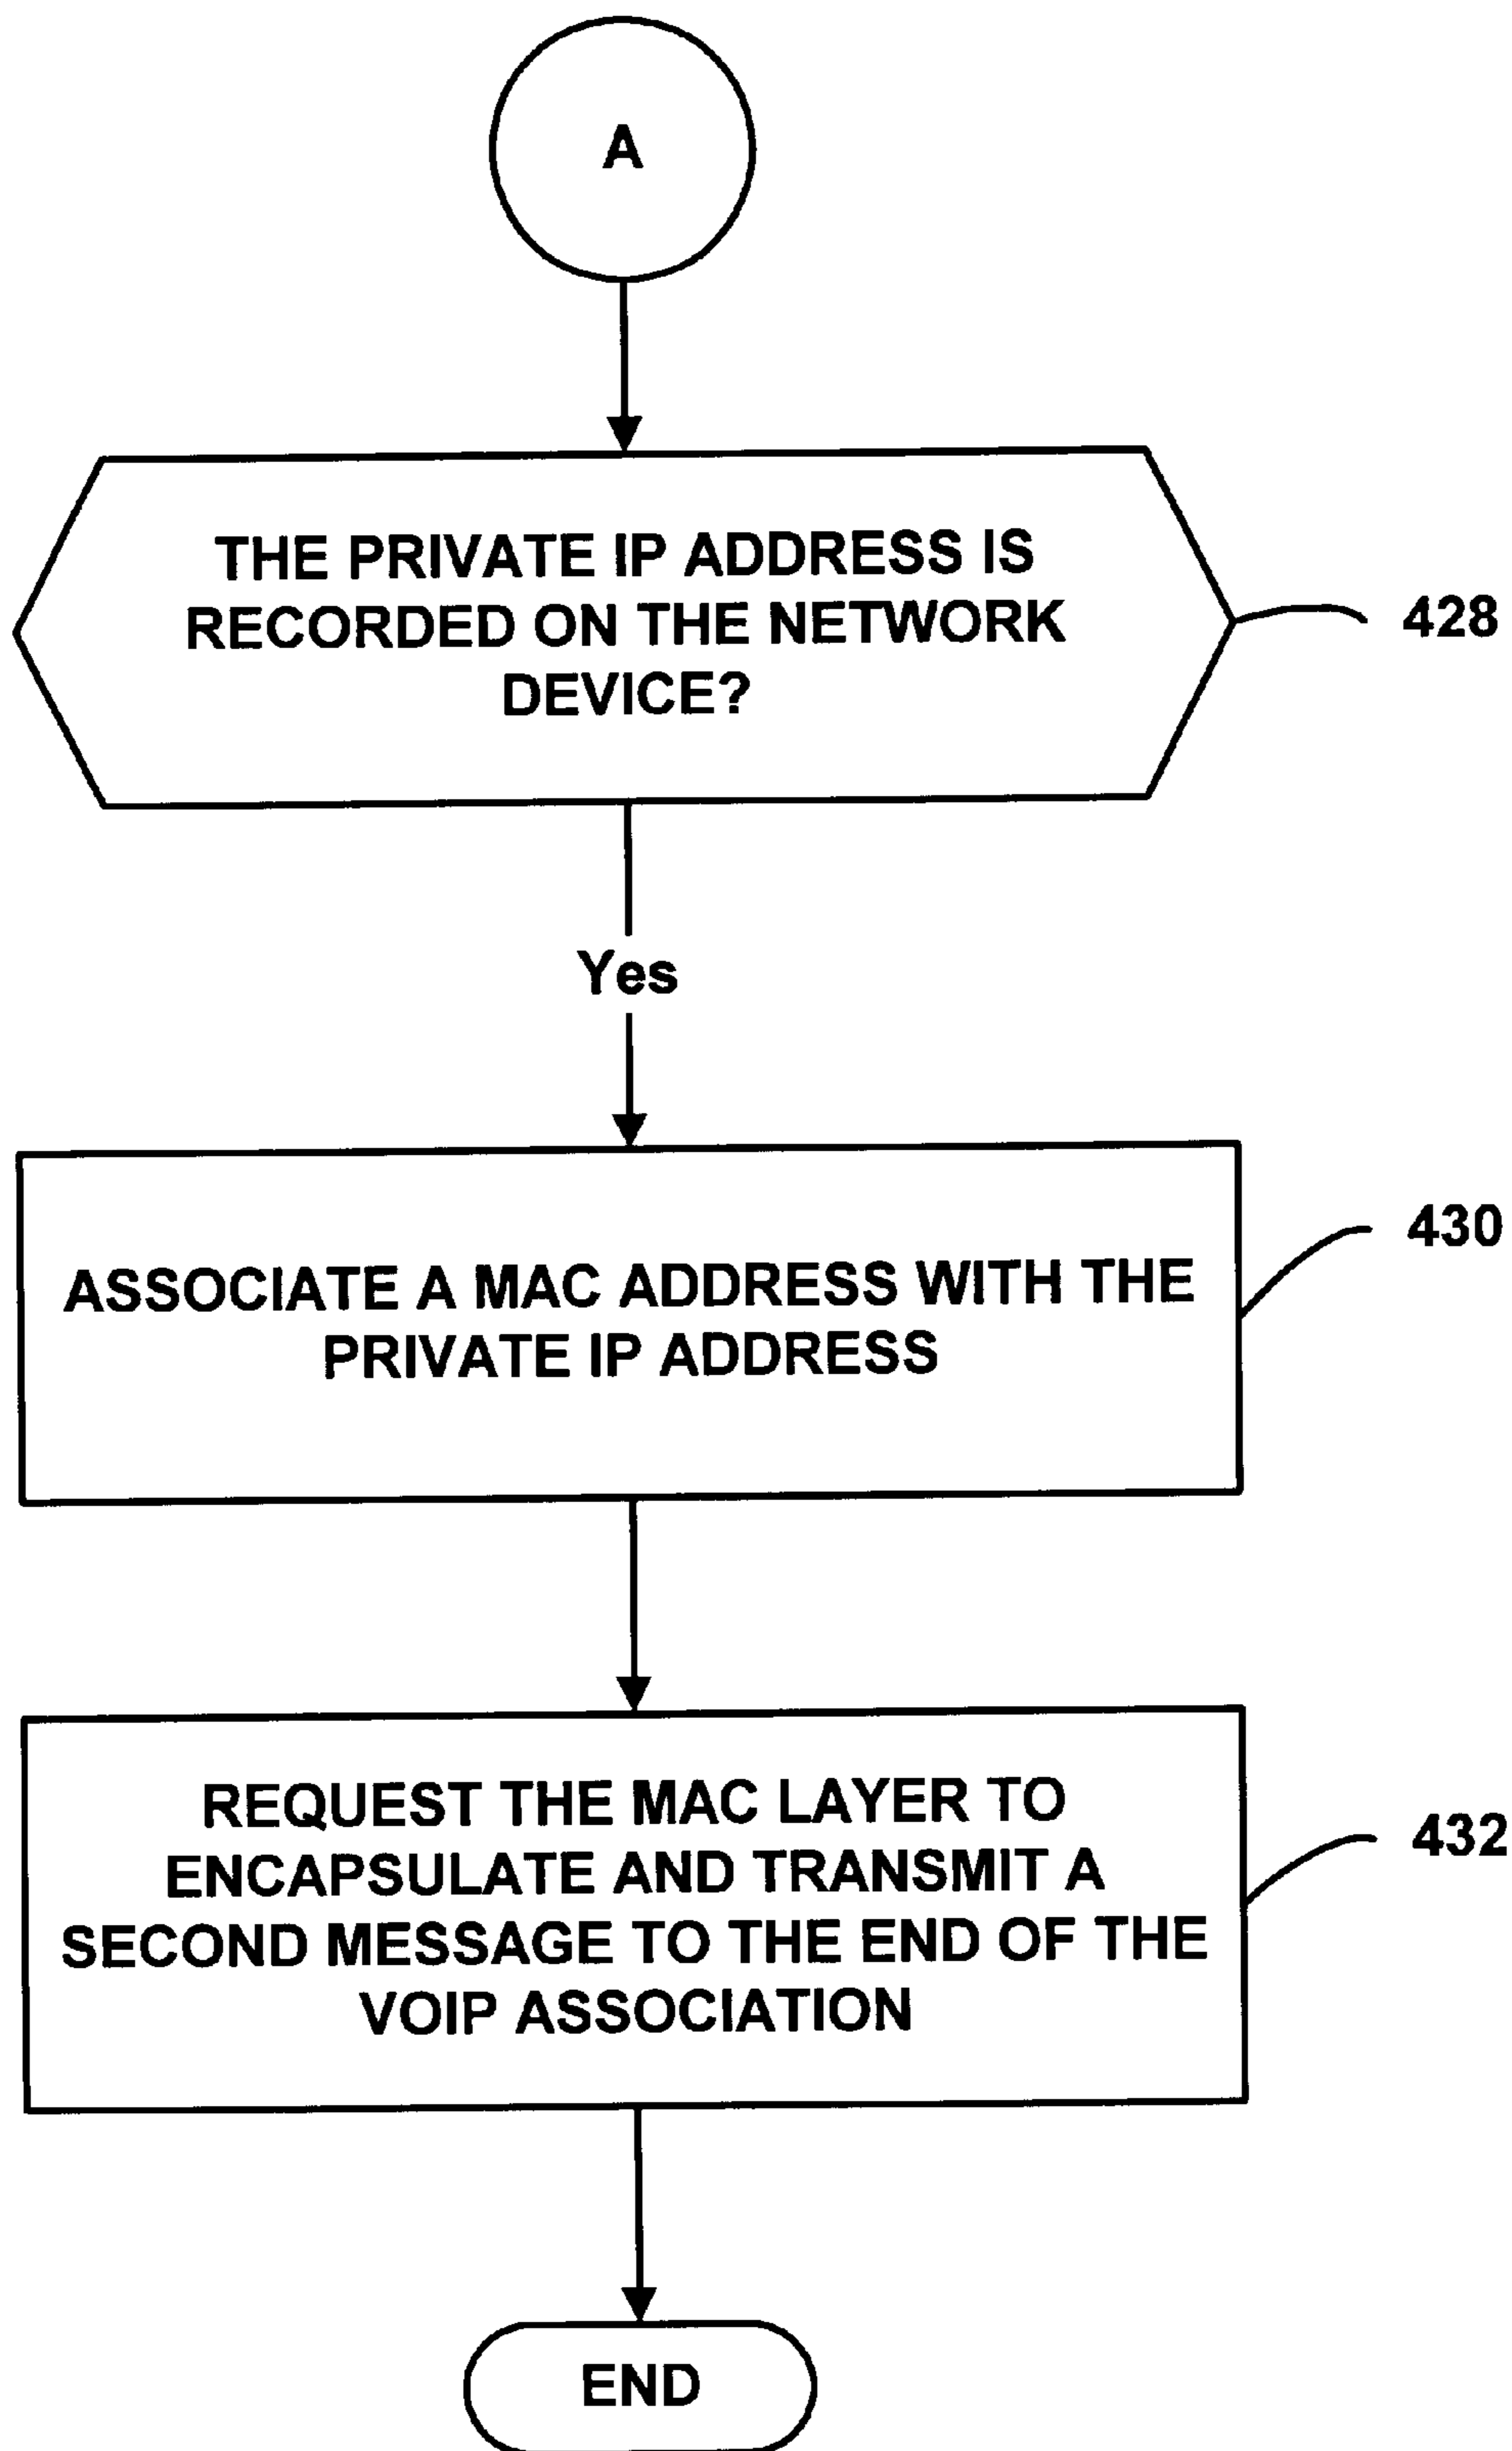 A
THE PRIVATE IP ADDRESS IS
RECORDED ON THE NETWORK
DEVICE?
428
Yes
430
ASSOCIATE A MAC ADDRESS WITH THE
PRIVATE IP ADDRESS
REQUEST THE MAC LAYER TO
432
ENCAPSULATE AND TRANSMIT A
SECOND MESSAGE TO THE END OF THE
VOIP ASSOCIATION
END